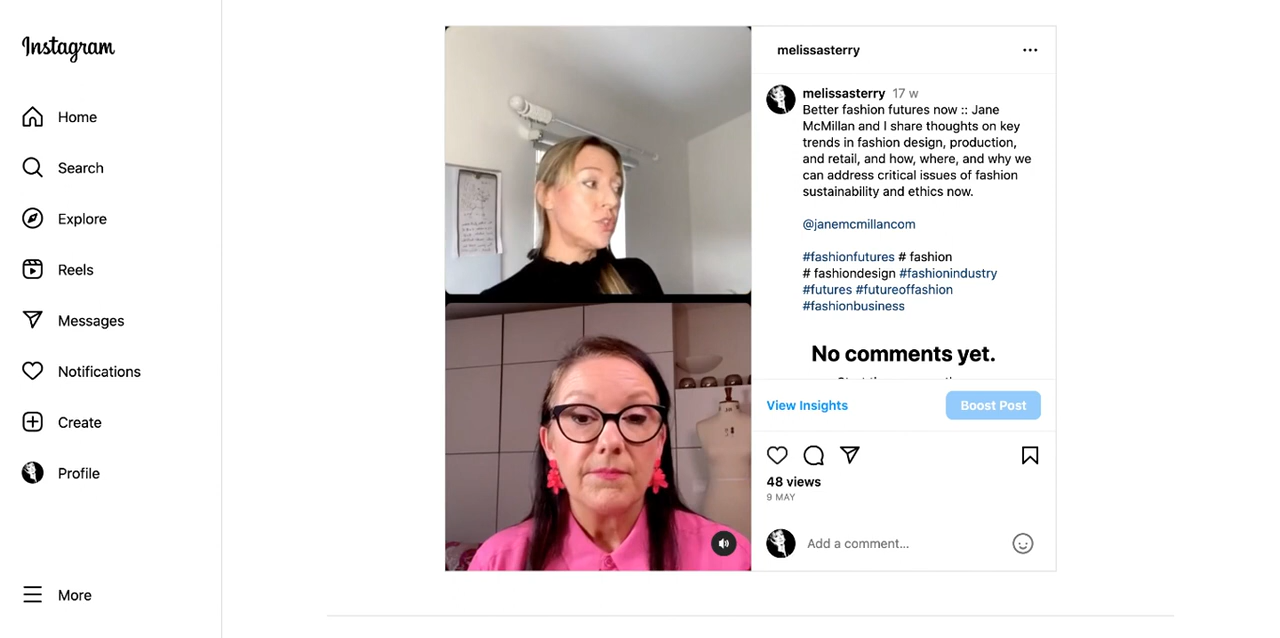 Instagram
Home
Search
Explore
Reels
Messages
Notifications
Create
Profile
More
melissasterry
melissasterry 17 w
Better fashion futures now :: Jane
McMillan and I share thoughts on key
trends in fashion design, production,
and retail, and how, where, and why we
can address critical issues of fashion
sustainability and ethics now.
@janemcmillancom
#fashionfutures # fashion
# fashiondesign #fashionindustry
#futures #futureoffashion
#fashionbusiness
No comments yet.
View Insights
Boost Post
48 views
9 MAY
Add a comment...